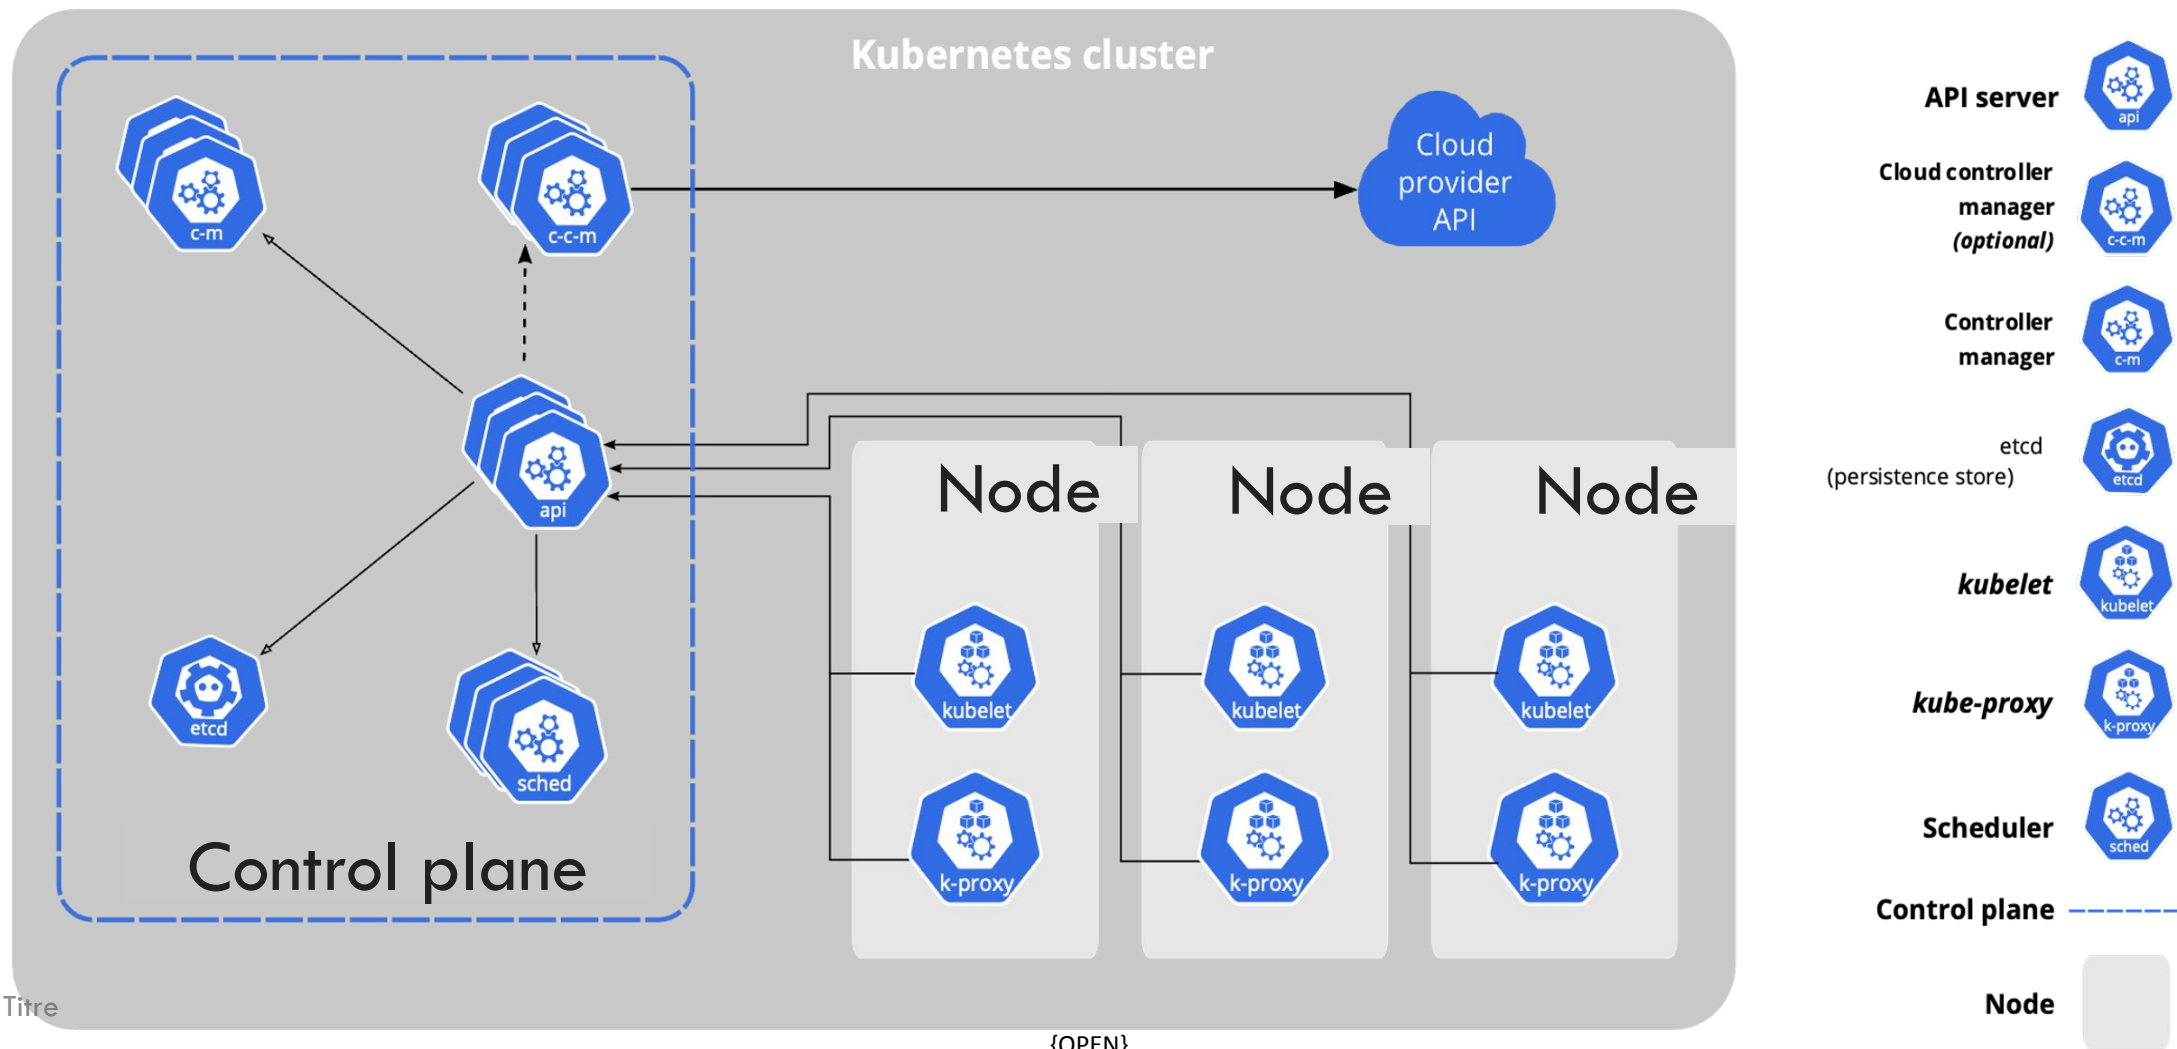 Kubernetes cluster
c-m
c-c-m
Cloud
provider
API
api
etcd
sched
Control plane
Node
Node
Node
kubelet
kubelet
kubelet
k-proxy
k-proxy
k-proxy
API server
api
Cloud controller
manager
(optional)
c-c-m
Controller
manager
c-m
etcd
(persistence store)
etcd
kubelet
kubelet
kube-proxy
k-proxy
Scheduler
sched
Control plane
Node
Titre
{OPEN}